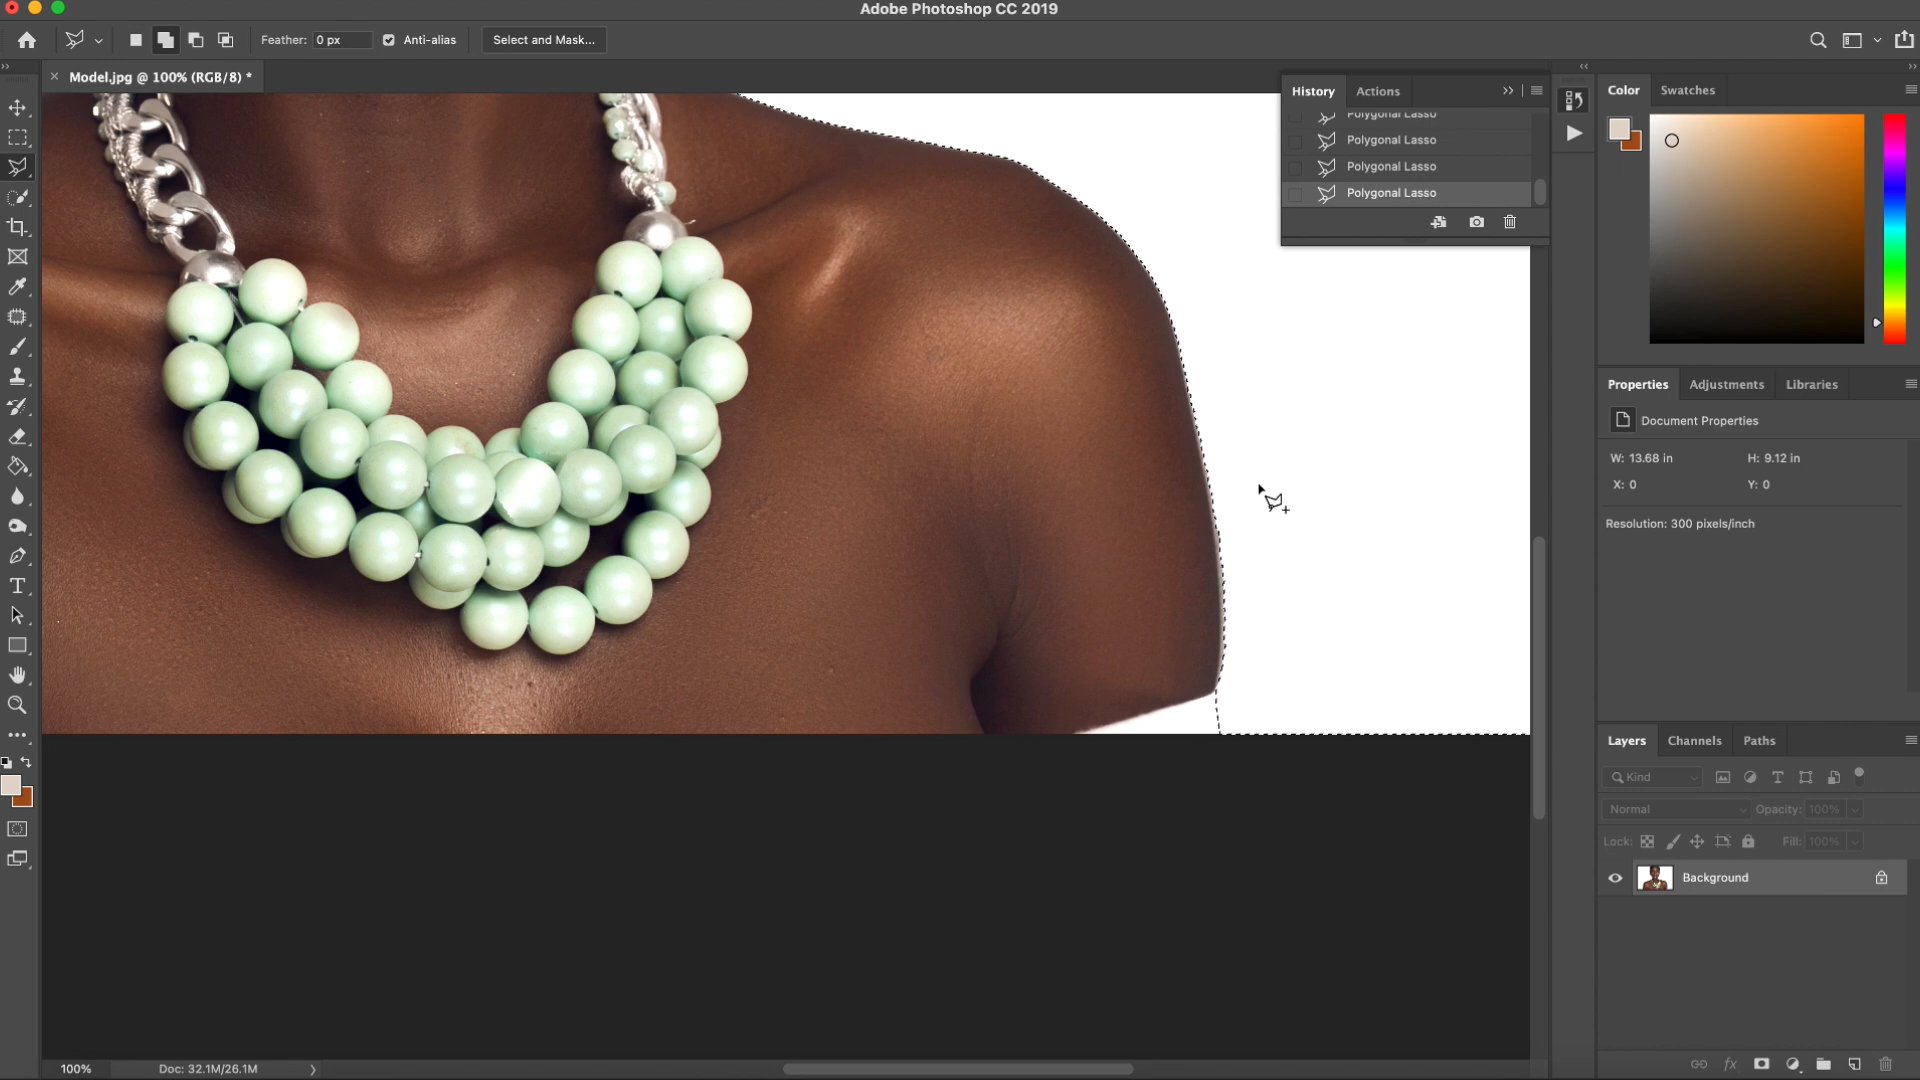 Adobe Photoshop CC 2019
Feather: 0 px Anti-alias Select and Mask...
Model.jpg @ 100% (RGB/8) *
History Actions
Polygonal Lasso
Polygonal Lasso
Polygonal Lasso
Polygonal Lasso
Color Swatches
Properties Adjustments Libraries
Document Properties
W: 13.68 in H: 9.12 in
X: 0 Y: 0
Resolution: 300 pixels/inch
Layers Channels Paths
Kind
Normal Opacity: 100%
Lock: Fill: 100%
Background
fx
100% Doc: 32.1M/26.1M